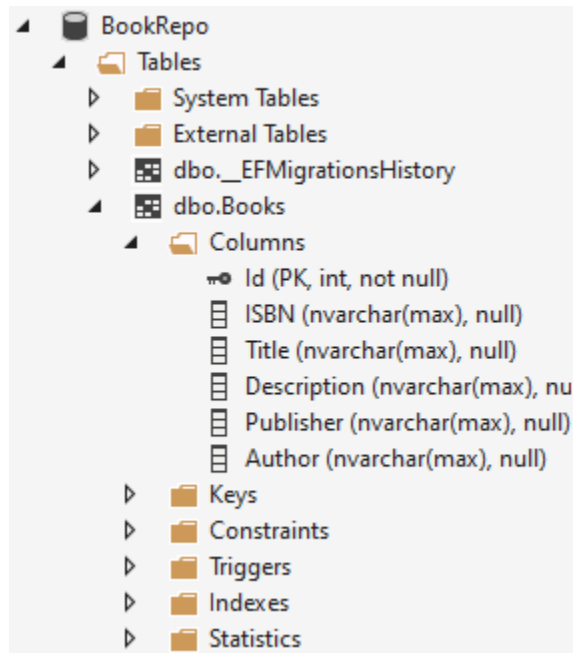 BookRepo
Tables
System Tables
External Tables
dbo.__EFMigrationsHistory
dbo.Books
Columns
Id (PK, int, not null)
ISBN (nvarchar(max), null)
Title (nvarchar(max), null)
Description (nvarchar(max), nu
Publisher (nvarchar(max), null)
Author (nvarchar(max), null)
Keys
Constraints
Triggers
Indexes
Statistics